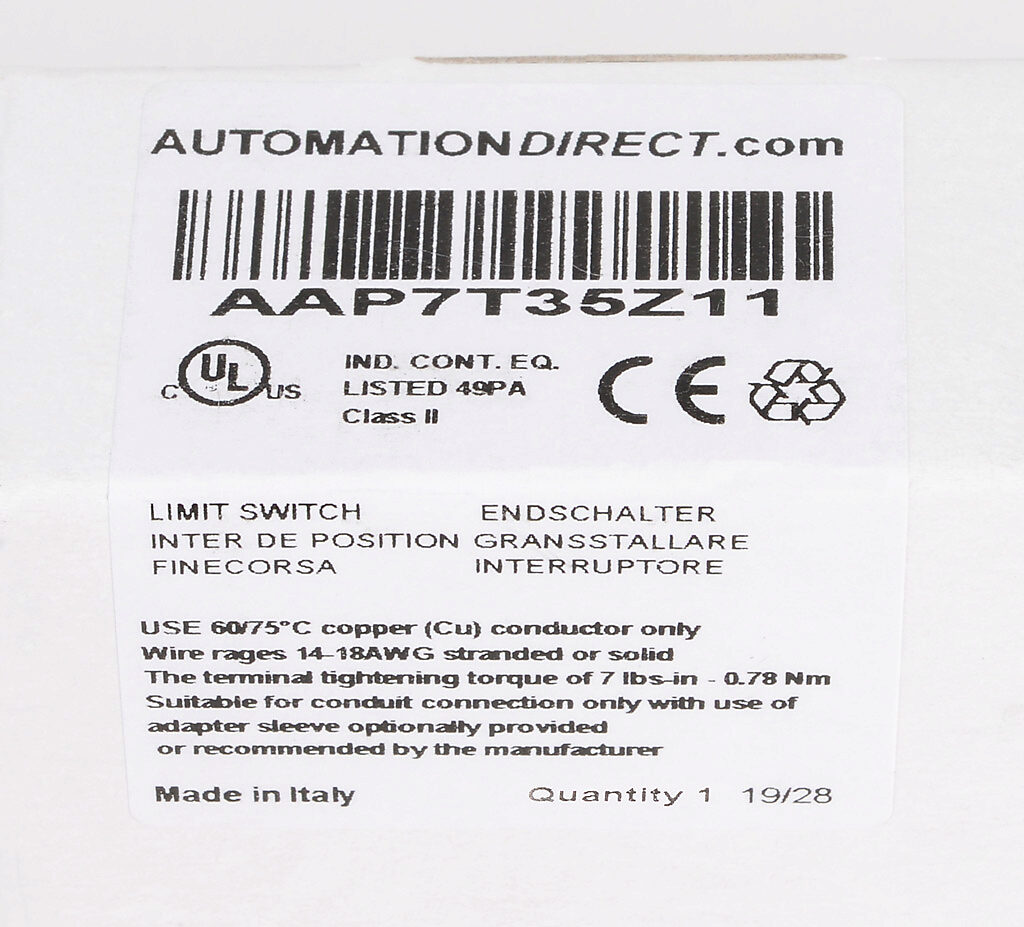 AUTOMATIONDIRECT.com
AAP7T35Z11
C UL US
IND. CONT. EQ.
LISTED 49PA
Class II
CE
LIMIT SWITCH ENDSCHALTER
INTER DE POSITION GRANSSTALLARE
FINECORSA INTERRUPTORE
USE 60/75°C copper (Cu) conductor only
Wire rages 14-18AWG stranded or solid
The terminal tightening torque of 7 lbs-in - 0.78 Nm
Suitable for conduit connection only with use of
adapter sleeve optionally provided
or recommended by the manufacturer
Made in Italy Quantity 1 19/28